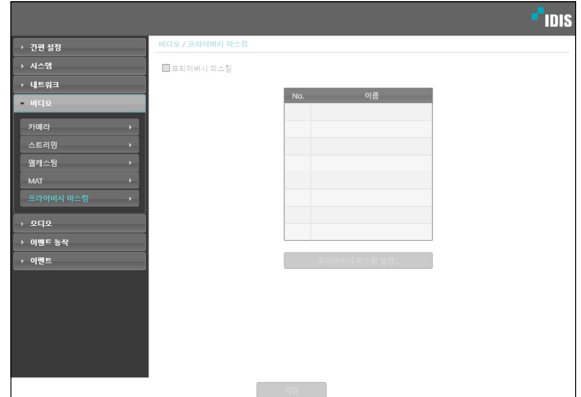 IDIS
간편 설정
시스템
네트워크
비디오
카메라
스트리밍
웹캐스팅
MAT
프라이버시 마스킹
오디오
이벤트 동작
이벤트
비디오 / 프라이버시 마스킹
프라이버시 마스킹
No. 이름
프라이버시 마스킹 설정...
저장